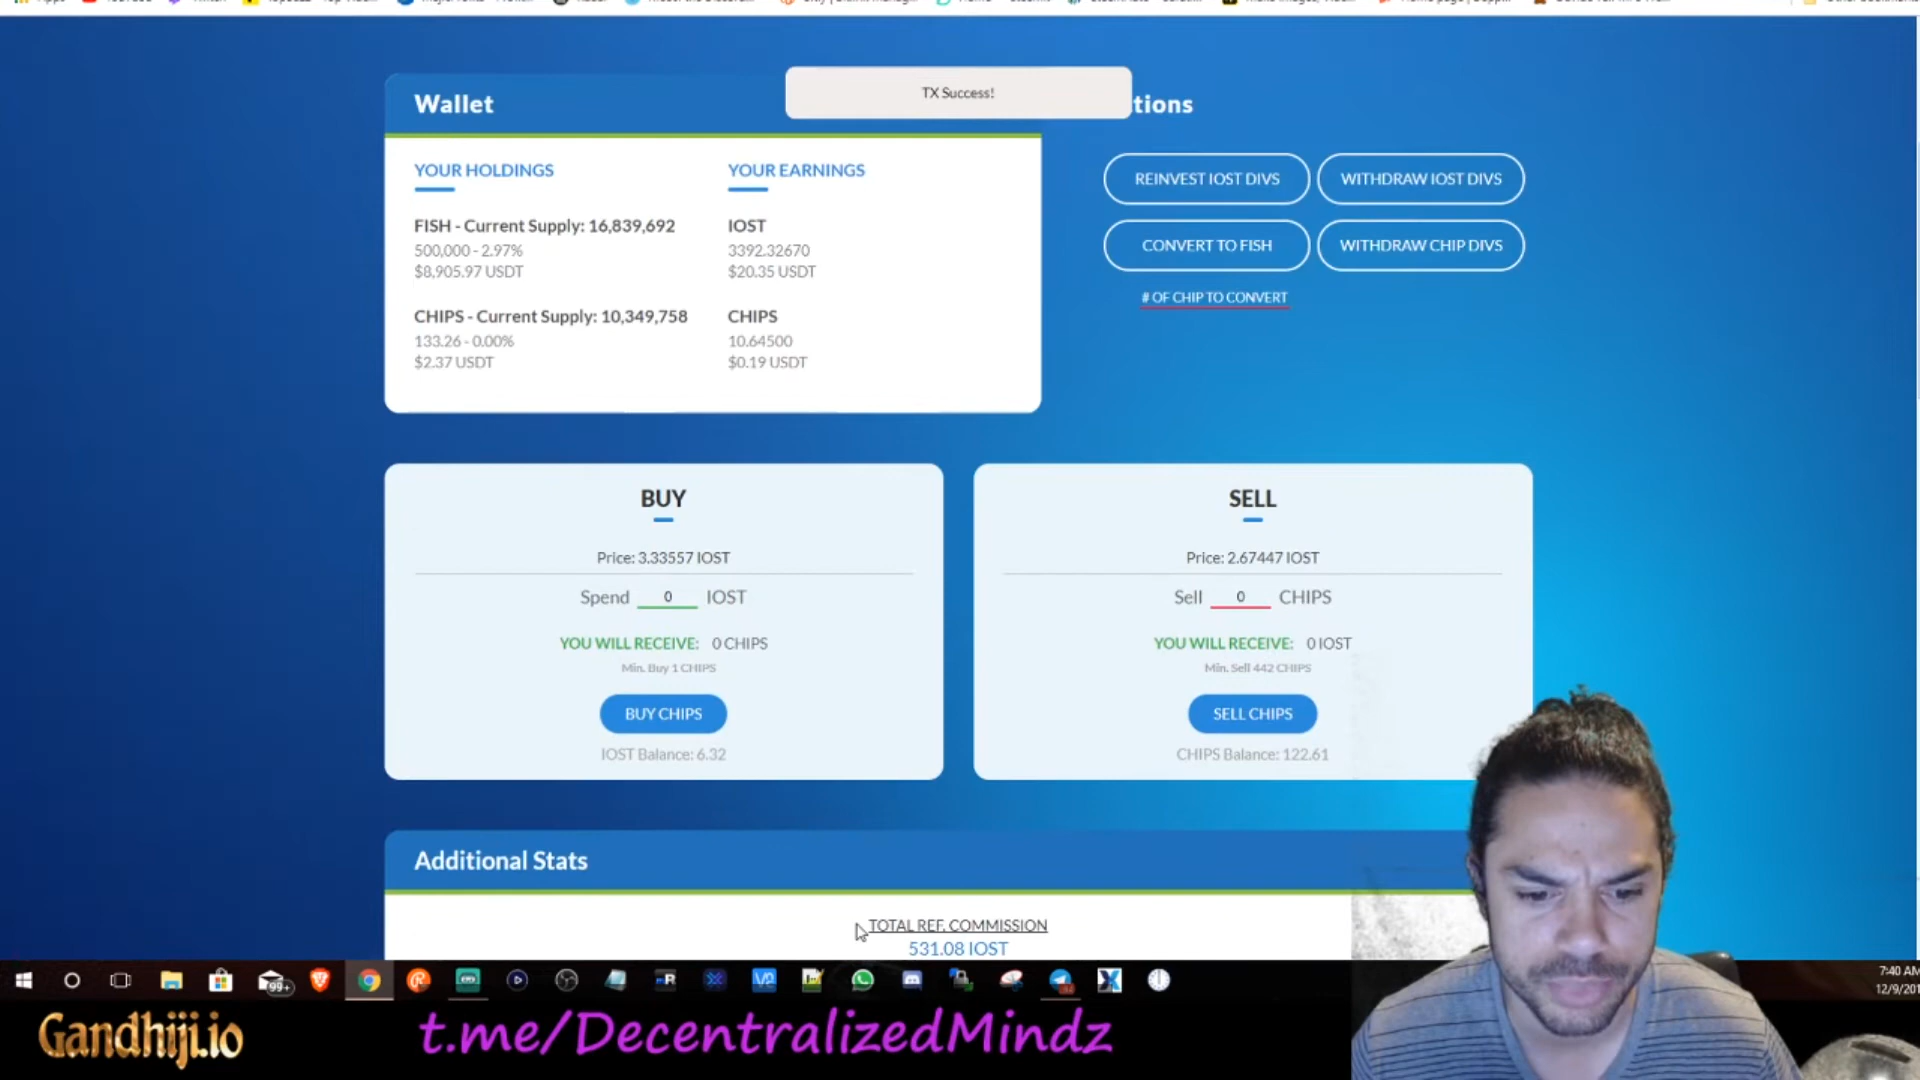 TX Success!
Wallet
tions
YOUR HOLDINGS
YOUR EARNINGS
FISH - Current Supply: 16,839,692
500,000 - 2.97%
$8,905.97 USDT
IOST
3392.32670
$20.35 USDT
CHIPS - Current Supply: 10,349,758
133.26 - 0.00%
$2.37 USDT
CHIPS
10.64500
$0.19 USDT
REINVEST IOST DIVS
WITHDRAW IOST DIVS
CONVERT TO FISH
WITHDRAW CHIP DIVS
# OF CHIP TO CONVERT
BUY
Price: 3.33557 IOST
Spend 0 IOST
YOU WILL RECEIVE: 0 CHIPS
Min. Buy 1 CHIPS
BUY CHIPS
IOST Balance: 6.32
SELL
Price: 2.67447 IOST
Sell 0 CHIPS
YOU WILL RECEIVE: 0 IOST
Min. Sell 442 CHIPS
SELL CHIPS
CHIPS Balance: 122.61
Additional Stats
TOTAL REF. COMMISSION
531.08 IOST
99+
7:40 AM
12/9/201
Gandhiji.io
t.me/DecentralizedMindz